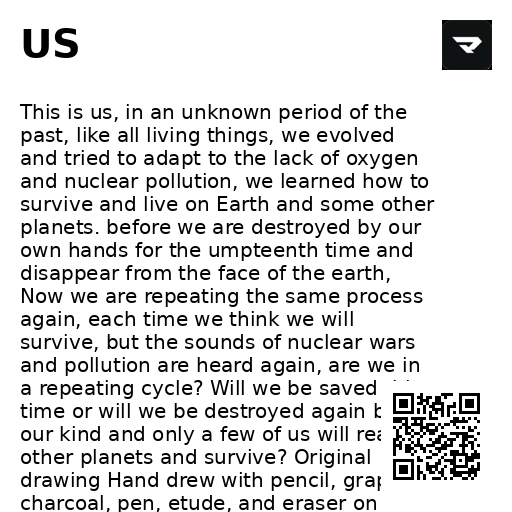 US
This is us, in an unknown period of the
past, like all living things, we evolved
and tried to adapt to the lack of oxygen
and nuclear pollution, we learned how to
survive and live on Earth and some other
planets. before we are destroyed by our
own hands for the umpteenth time and
disappear from the face of the earth,
Now we are repeating the same process
again, each time we think we will
survive, but the sounds of nuclear wars
and pollution are heard again, are we in
a repeating cycle? Will we be saved
time or will we be destroyed again
our kind and only a few of us will
other planets and survive? Original
drawing Hand drew with pencil,
charcoal, pen, etude, and eraser on